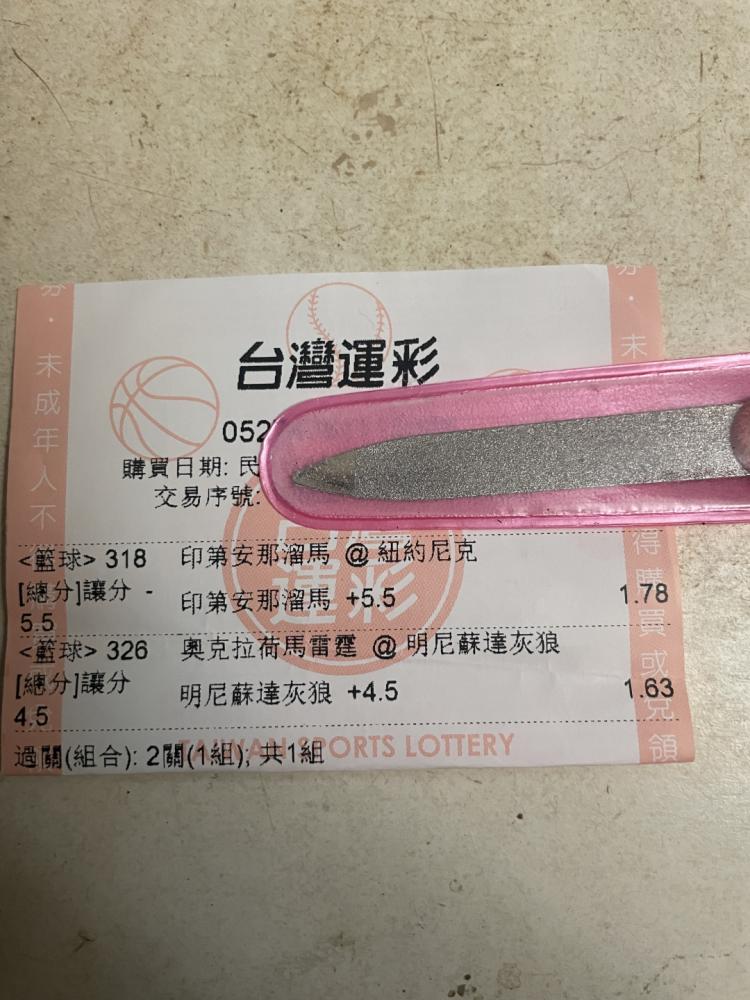 台灣運彩
052
購買日期: 民
交易序號:
<籃球> 318 印第安那溜馬 @ 紐約尼克
[總分]讓分 -5.5 印第安那溜馬 +5.5 1.78
<籃球> 326 奧克拉荷馬雷霆 @ 明尼蘇達灰狼
[總分]讓分 4.5 明尼蘇達灰狼 +4.5 1.63
過關(組合): 2關(1組); 共1組
TAIWAN SPORTS LOTTERY
券・未成年人不
券・未
得購買或兌領
運彩